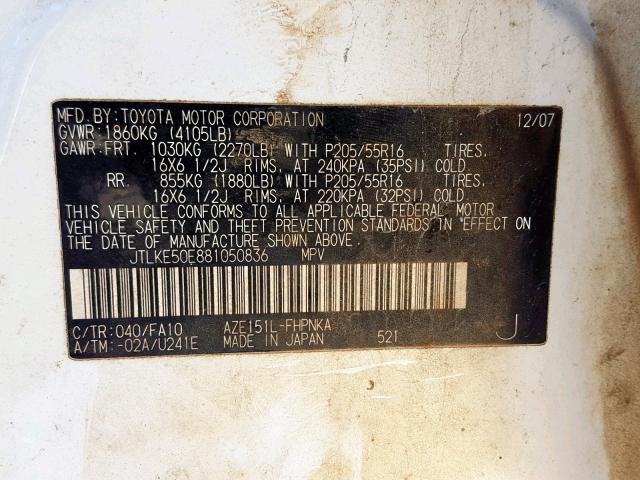 MFD.BY:TOYOTA MOTOR CORPORATION 12/07
GVWR:1860KG (4105LB)
GAWR:FRT. 1030KG (2270LB) WITH P205/55R16 TIRES,
16X6 1/2J RIMS, AT 240KPA (35PSI) COLD
RR. 855KG (1880LB) WITH P205/55R16 TIRES,
16X6 1/2J RIMS, AT 220KPA (32PSI) COLD
THIS VEHICLE CONFORMS TO ALL APPLICABLE FEDERAL MOTOR
VEHICLE SAFETY AND THEFT PREVENTION STANDARDS IN EFFECT ON
THE DATE OF MANUFACTURE SHOWN ABOVE.
JTLKE50E881050836 MPV
C/TR:040/FA10 AZE151L-FHPNKA
A/TM:-02A/U241E MADE IN JAPAN 521 J